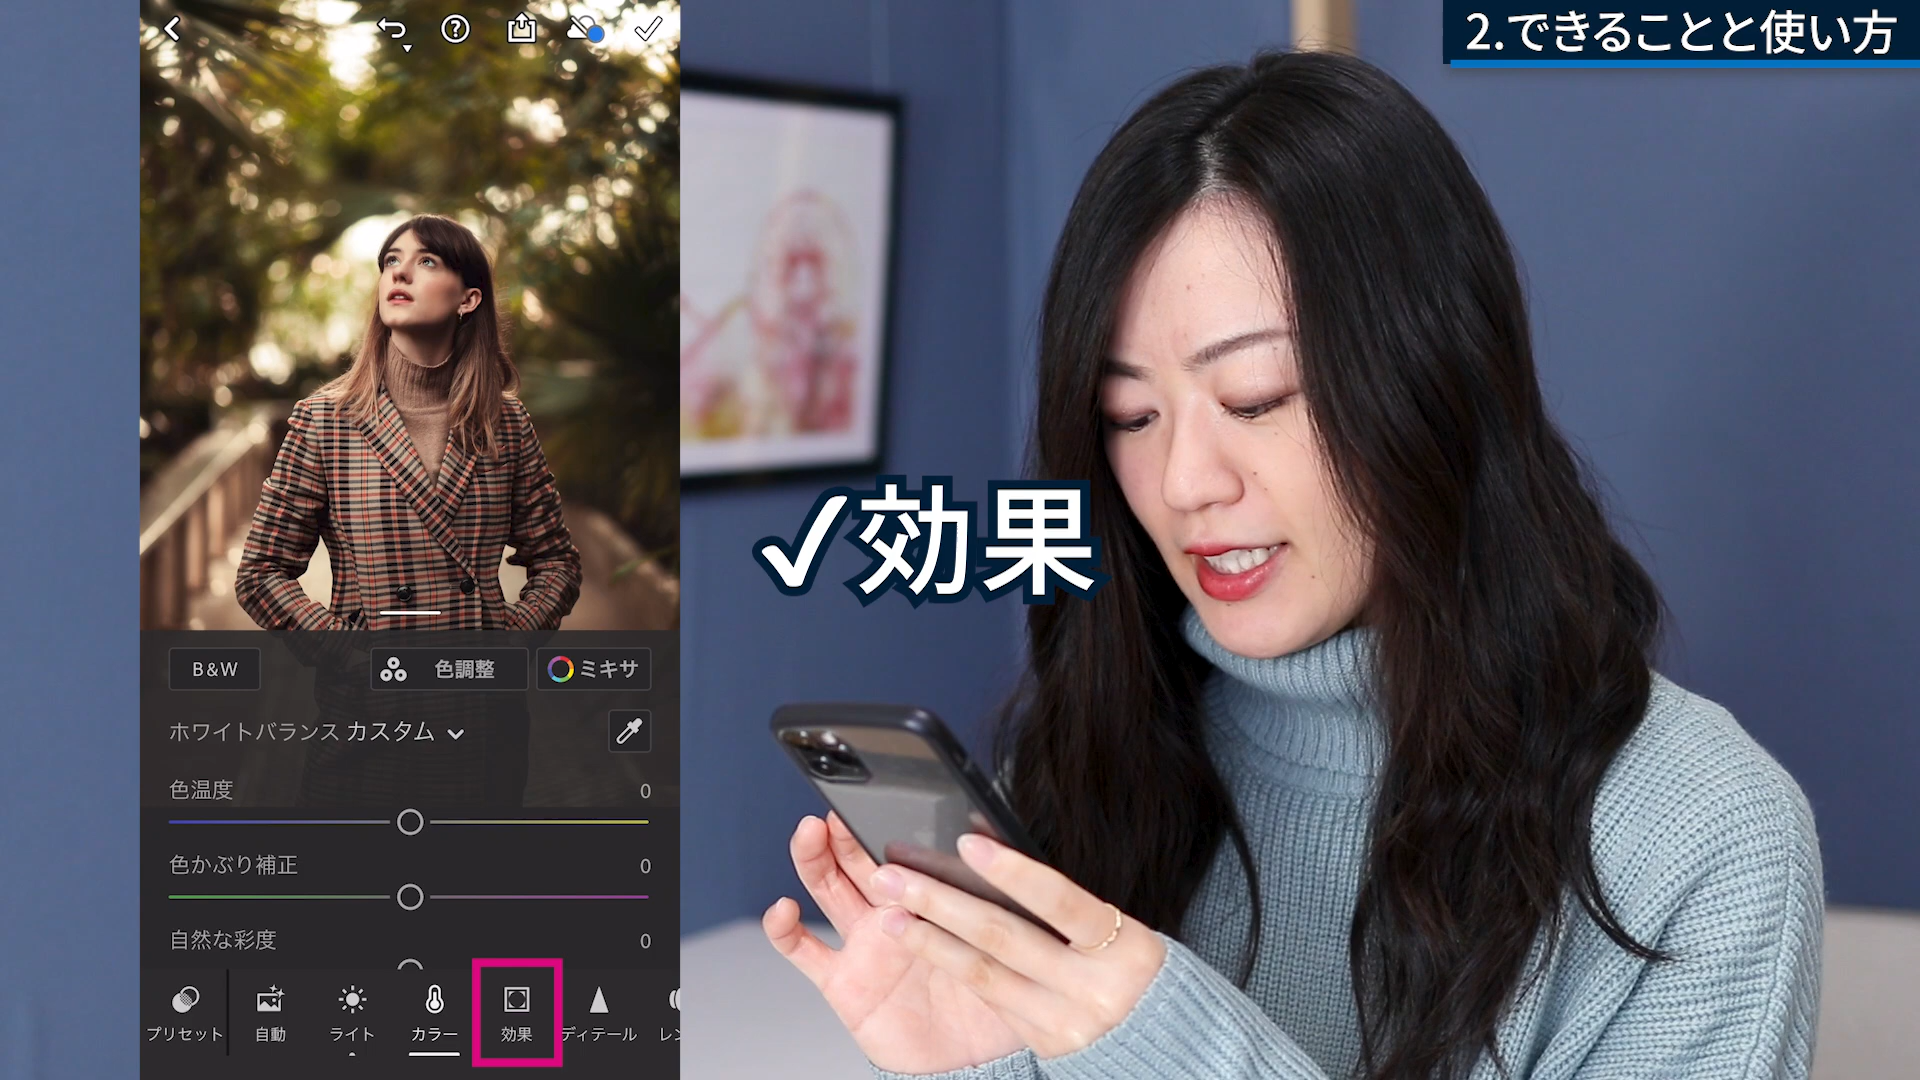 2.できることと使い方
✓効果
B&W
色調整
ミキサ
ホワイトバランス カスタム
色温度 0
色かぶり補正 0
自然な彩度 0
プリセット
自動
ライト
カラー
効果
ディテール
レン